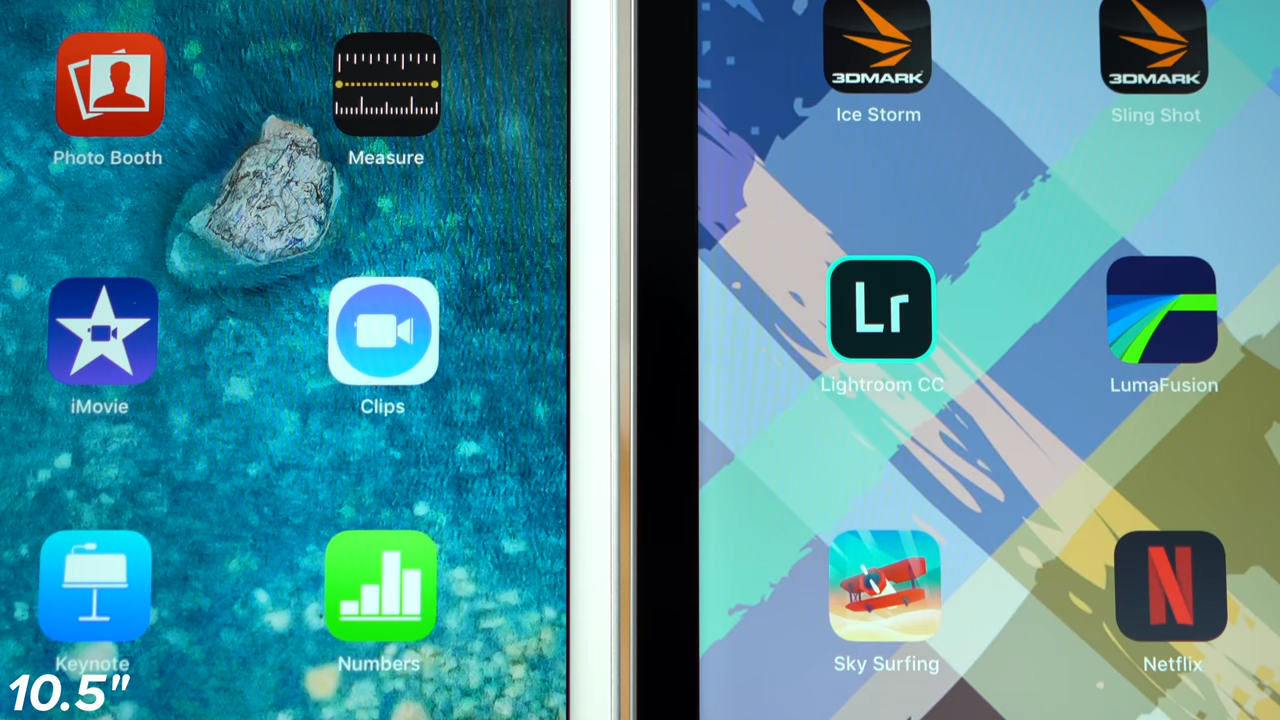 3DMARK
3DMARK
Ice Storm
Sling Shot
Photo Booth
Measure
Lr
Lightroom CC
LumaFusion
iMovie
Clips
N
Keynote
Numbers
Sky Surfing
Netflix
10.5"